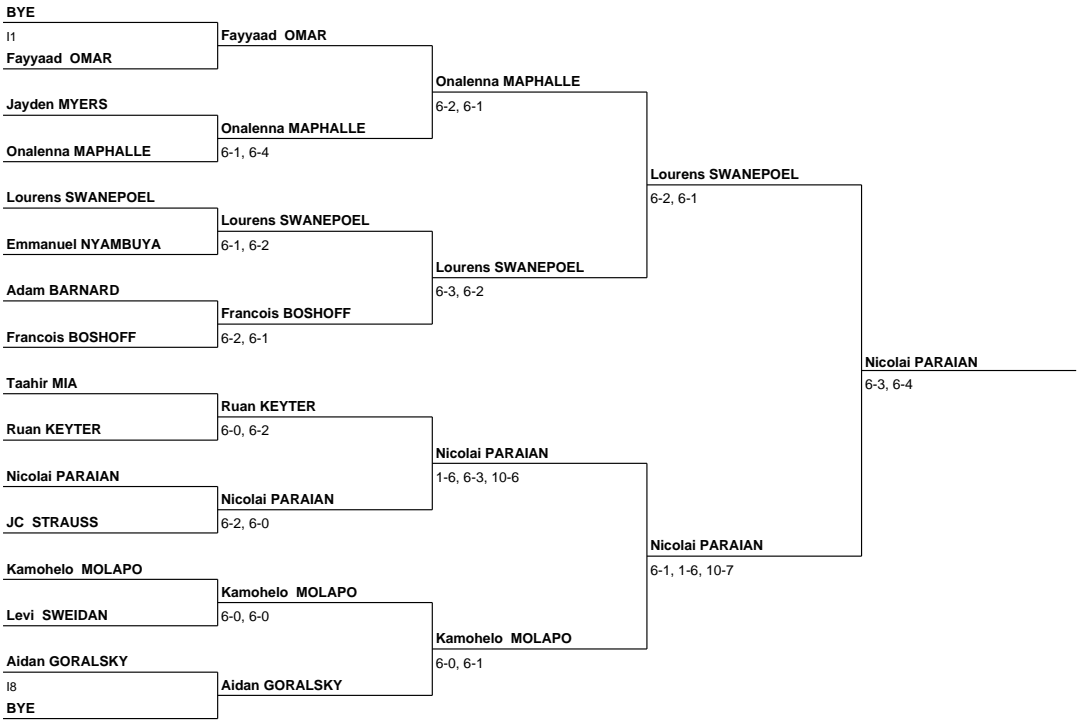 BYE
I1
Fayyaad OMAR
Jayden MYERS
Onalenna MAPHALLE
Lourens SWANEPOEL
Emmanuel NYAMBUYA
Adam BARNARD
Francois BOSHOFF
Taahir MIA
Ruan KEYTER
Nicolai PARAIAN
JC STRAUSS
Kamohelo MOLAPO
Levi SWEIDAN
Aidan GORALSKY
I8
BYE
Fayyaad OMAR
Onalenna MAPHALLE
6-1, 6-4
Lourens SWANEPOEL
6-1, 6-2
Francois BOSHOFF
6-2, 6-1
Ruan KEYTER
6-0, 6-2
Nicolai PARAIAN
6-2, 6-0
Kamohelo MOLAPO
6-0, 6-0
Aidan GORALSKY
Onalenna MAPHALLE
6-2, 6-1
Lourens SWANEPOEL
6-3, 6-2
Nicolai PARAIAN
1-6, 6-3, 10-6
Kamohelo MOLAPO
6-0, 6-1
Lourens SWANEPOEL
6-2, 6-1
Nicolai PARAIAN
6-1, 1-6, 10-7
Nicolai PARAIAN
6-3, 6-4